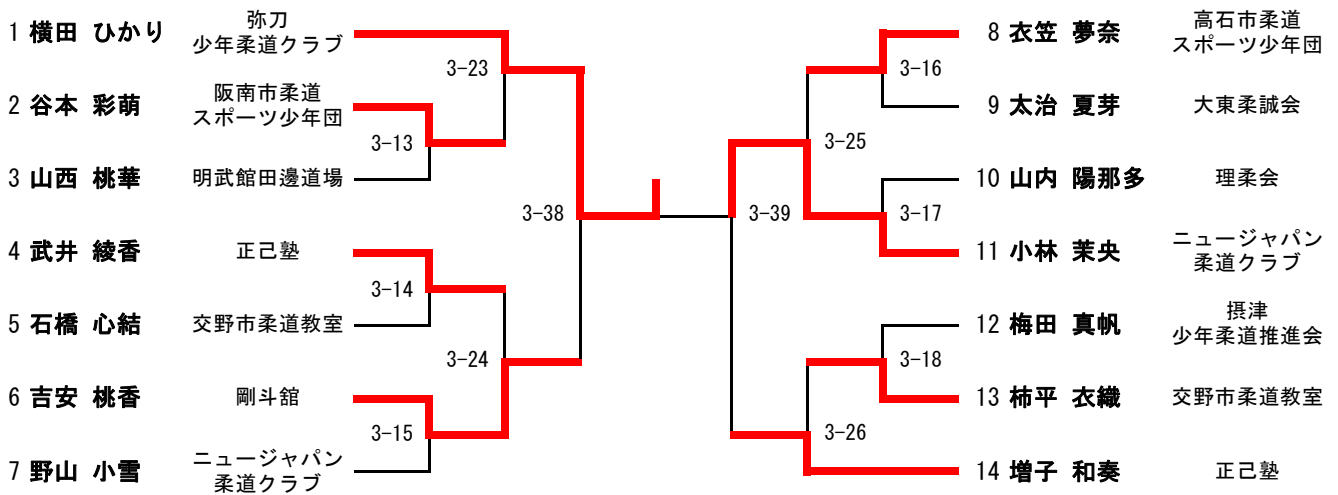 1 横田 ひかり
弥刀
少年柔道クラブ
3-23
2 谷本 彩萌
阪南市柔道
スポーツ少年団
3-13
3 山西 桃華
明武館田邊道場
3-38
4 武井 綾香
正己塾
3-14
5 石橋 心結
交野市柔道教室
3-24
6 吉安 桃香
剛斗舘
3-15
7 野山 小雪
ニュージャパン
柔道クラブ
8 衣笠 夢奈
高石市柔道
スポーツ少年団
3-16
9 太治 夏芽
大東柔誠会
3-25
10 山内 陽那多
理柔会
3-39
3-17
11 小林 茉央
ニュージャパン
柔道クラブ
12 梅田 真帆
摂津
少年柔道推進会
3-18
13 柿平 衣織
交野市柔道教室
3-26
14 増子 和奏
正己塾